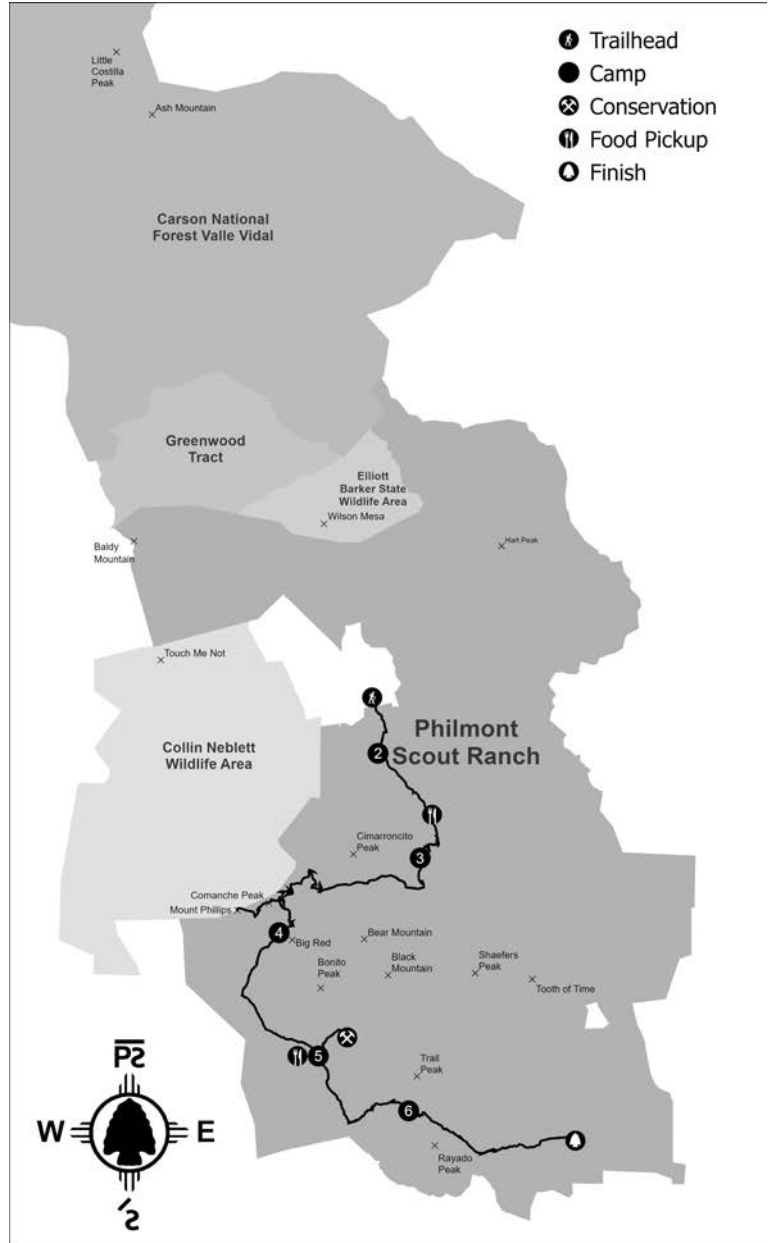 Trailhead
Camp
Conservation
Food Pickup
Finish
Little
Costilla
Peak
Ash Mountain
Carson National
Forest Valle Vidal
Greenwood
Tract
Elliott
Barker State
Wildlife Area
Wilson Mesa
Baldy
Mountain
Hart Peak
Touch Me Not
Collin Neblett
Wildlife Area
Philmont
Scout Ranch
2
Cimarroncito
Peak
3
Comanche Peak
Mount Phillips
4
Big Red
Bear Mountain
Bonito
Peak
Black
Mountain
Shaefers
Peak
Tooth of Time
5
Trail
Peak
6
Rayado
Peak
W
E